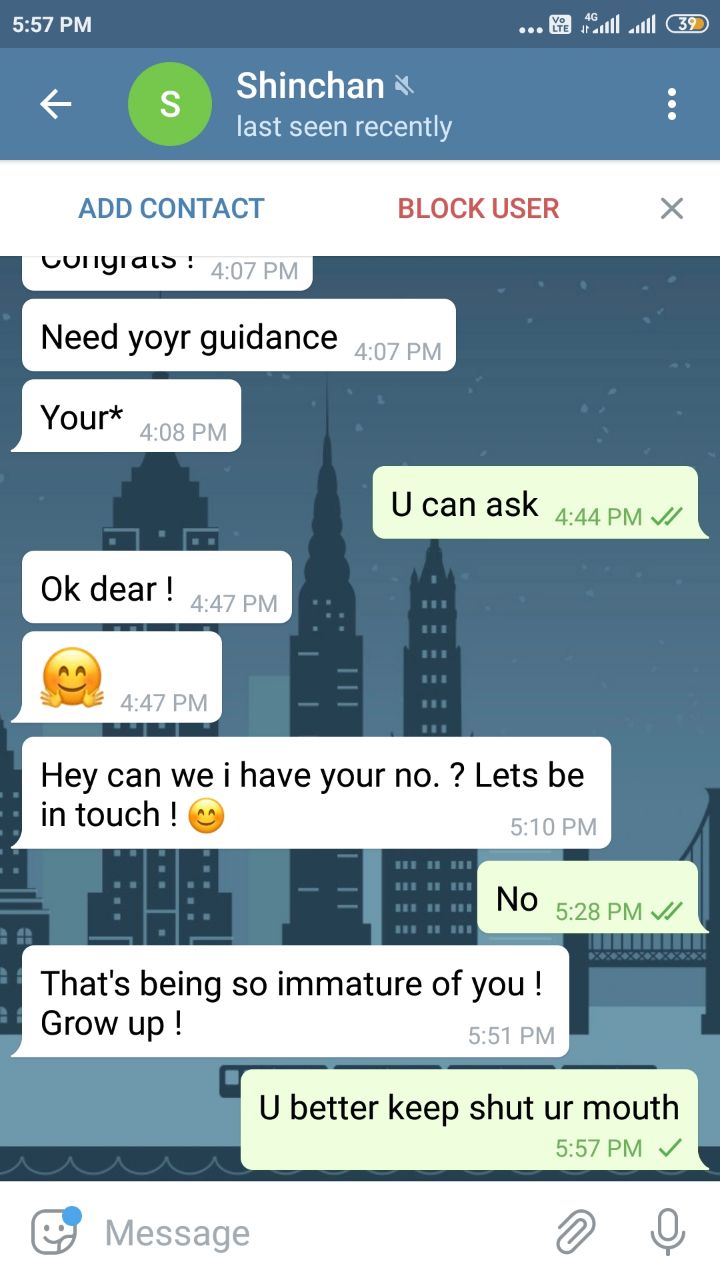 5:57 PM
Vo LTE 4G 39
S
Shinchan
last seen recently
ADD CONTACT BLOCK USER
Congrats ! 4:07 PM
Need yoyr guidance 4:07 PM
Your* 4:08 PM
U can ask 4:44 PM
Ok dear ! 4:47 PM
4:47 PM
Hey can we i have your no. ? Lets be
in touch ! 5:10 PM
No 5:28 PM
That's being so immature of you !
Grow up ! 5:51 PM
U better keep shut ur mouth
5:57 PM
Message